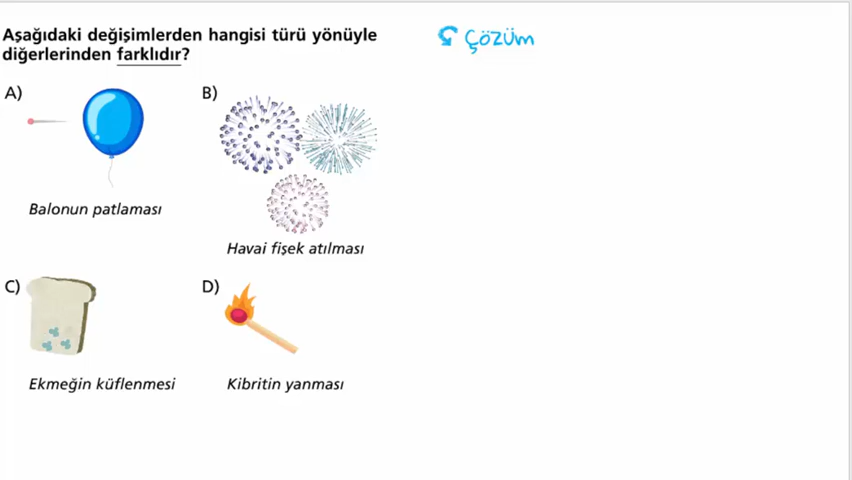 Aşağıdaki değişimlerden hangisi türü yönüyle
diğerlerinden farklıdır?
Çözüm
A)
B)
Balonun patlaması
Havai fişek atılması
C)
D)
Ekmeğin küflenmesi
Kibritin yanması